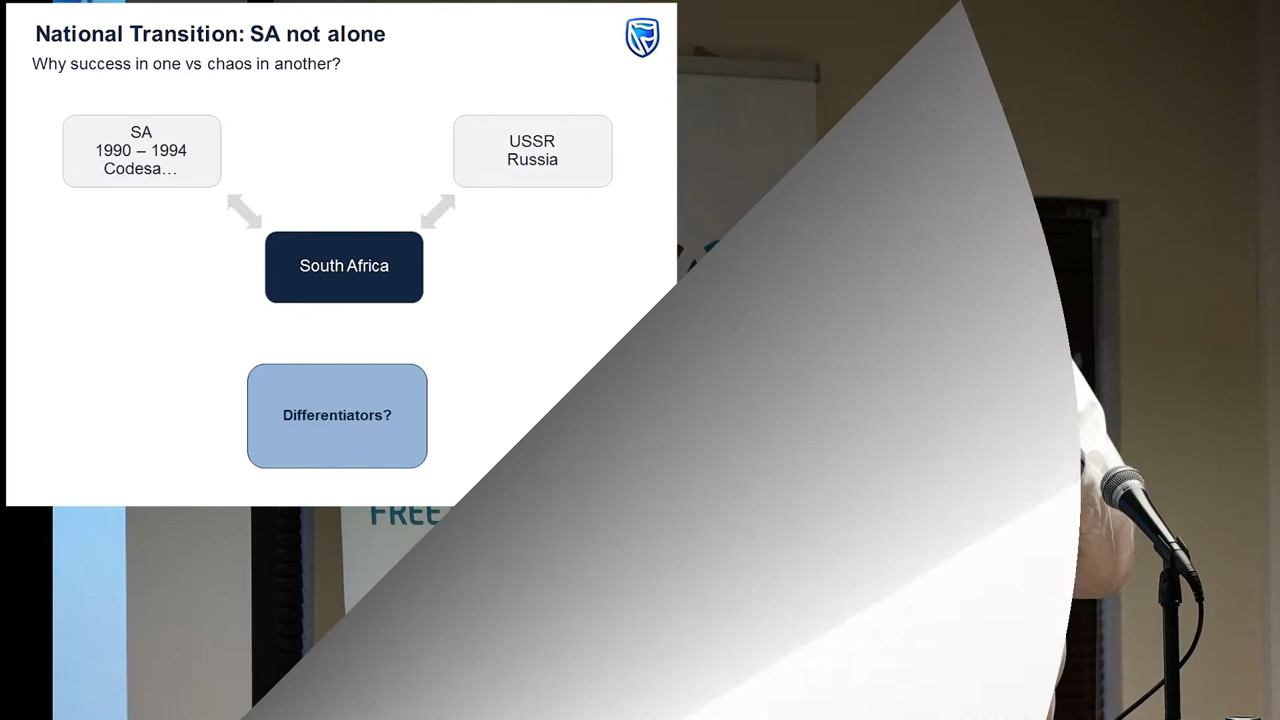 National Transition: SA not alone
Why success in one vs chaos in another?
SA
1990 – 1994
Codesa…
USSR
Russia
South Africa
Differentiators?
FREE